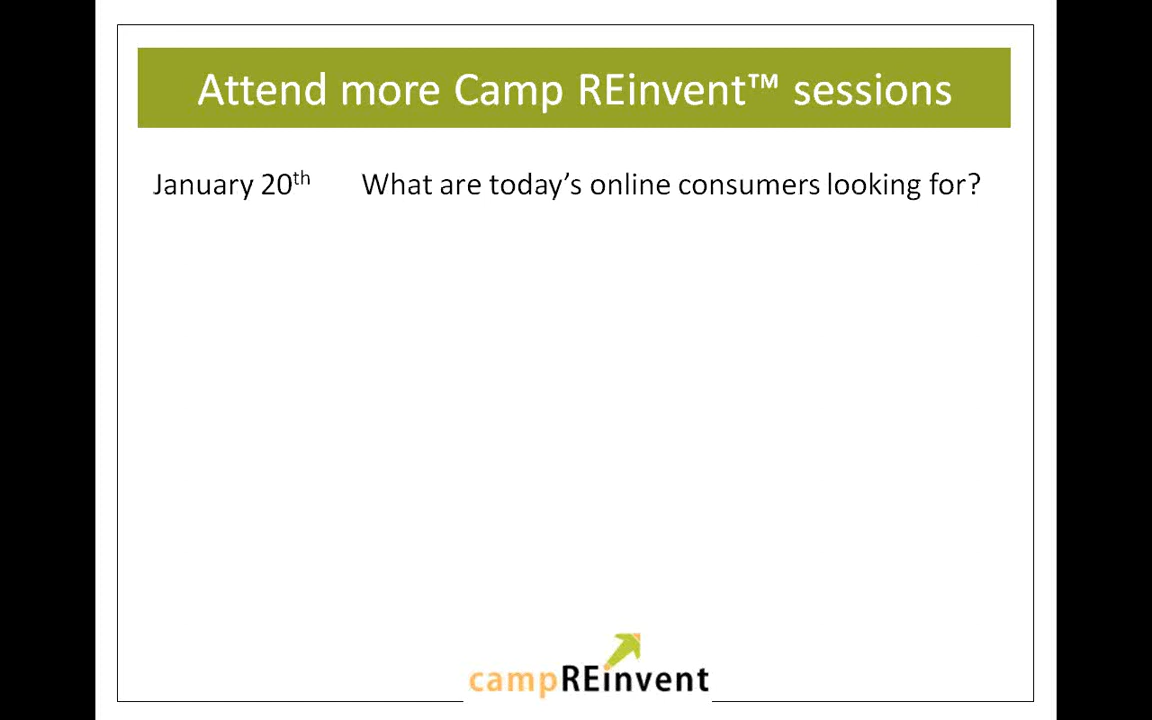 Attend more Camp REinvent™ sessions
January 20th What are today’s online consumers looking for?
campREinvent